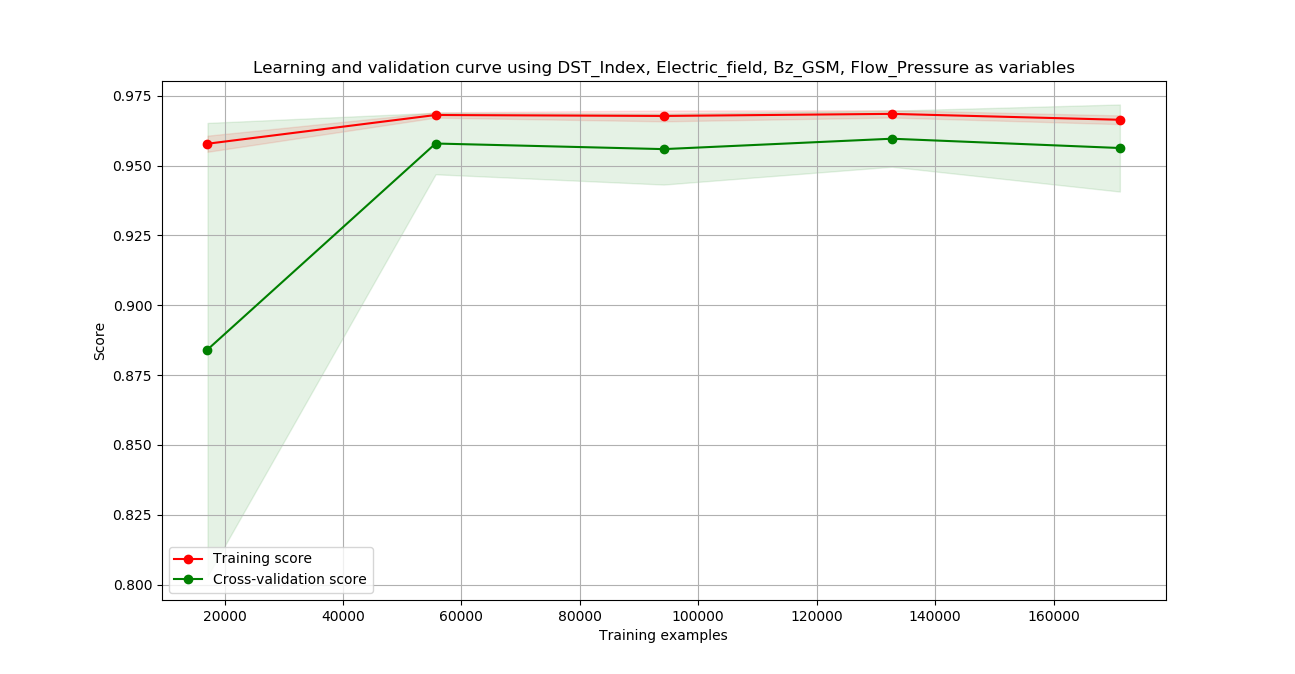 Learning and validation curve using DST_Index, Electric_field, Bz_GSM, Flow_Pressure as variables
0.975
0.950
0.925
0.900
0.875
0.850
0.825
0.800
Score
Training score
Cross-validation score
20000 40000 60000 80000 100000 120000 140000 160000
Training examples